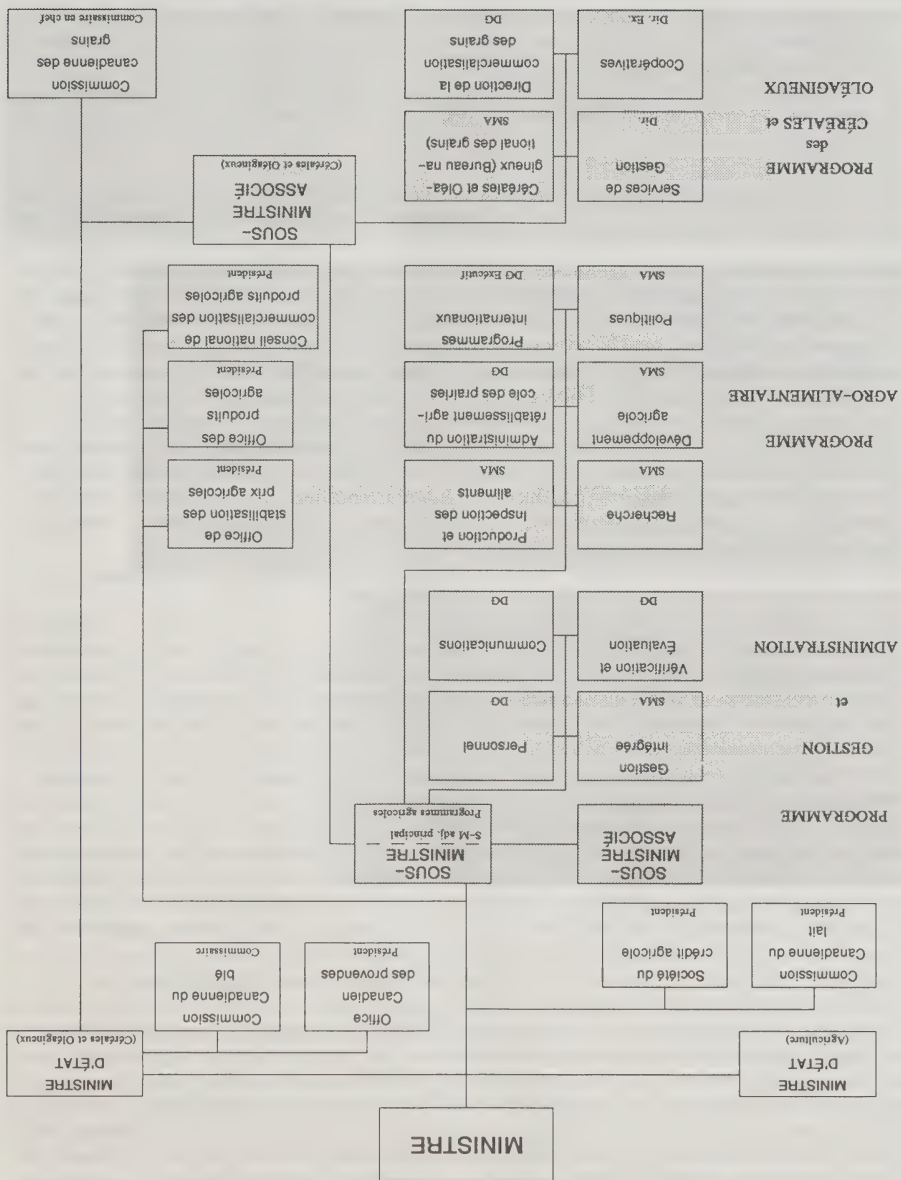 MINISTRE
MINISTRE
D'ÉTAT
(Agriculture)
MINISTRE
D'ÉTAT
(Céréales et Oléagineux)
Commission
Canadienne du
lait
Président
Société du
crédit agricole
Président
Office
Canadien
des provendes
Président
Commission
Canadienne du
blé
Commissaire
SOUS-
MINISTRE
ASSOCIÉ
SOUS-
MINISTRE
S-M adj. principal
Programmes agricoles
PROGRAMME
GESTION
et
ADMINISTRATION
Gestion
intégrée
SMA
Personnel
DG
Vérification et
Évaluation
DG
Communications
DG
PROGRAMME
AGRO-ALIMENTAIRE
Recherche
SMA
Production et
Inspection des
aliments
SMA
Développement
agricole
SMA
Administration du
rétablissement agri-
cole des prairies
DG
Politiques
SMA
Programmes
internationaux
DG Exécutif
Office de
stabilisation des
prix agricoles
Président
Office des
produits
agricoles
Président
Conseil national de
commercialisation des
produits agricoles
Président
SOUS-
MINISTRE
ASSOCIÉ
(Céréales et Oléagineux)
PROGRAMME
des
CÉRÉALES et
OLÉAGINEUX
Services de
Gestion
Dir.
Céréales et Oléa-
gineux (Bureau na-
tional des grains)
SMA
Coopératives
Dir. Ex.
Direction de la
commercialisation
des grains
DG
Commission
canadienne des
grains
Commissaire en chef